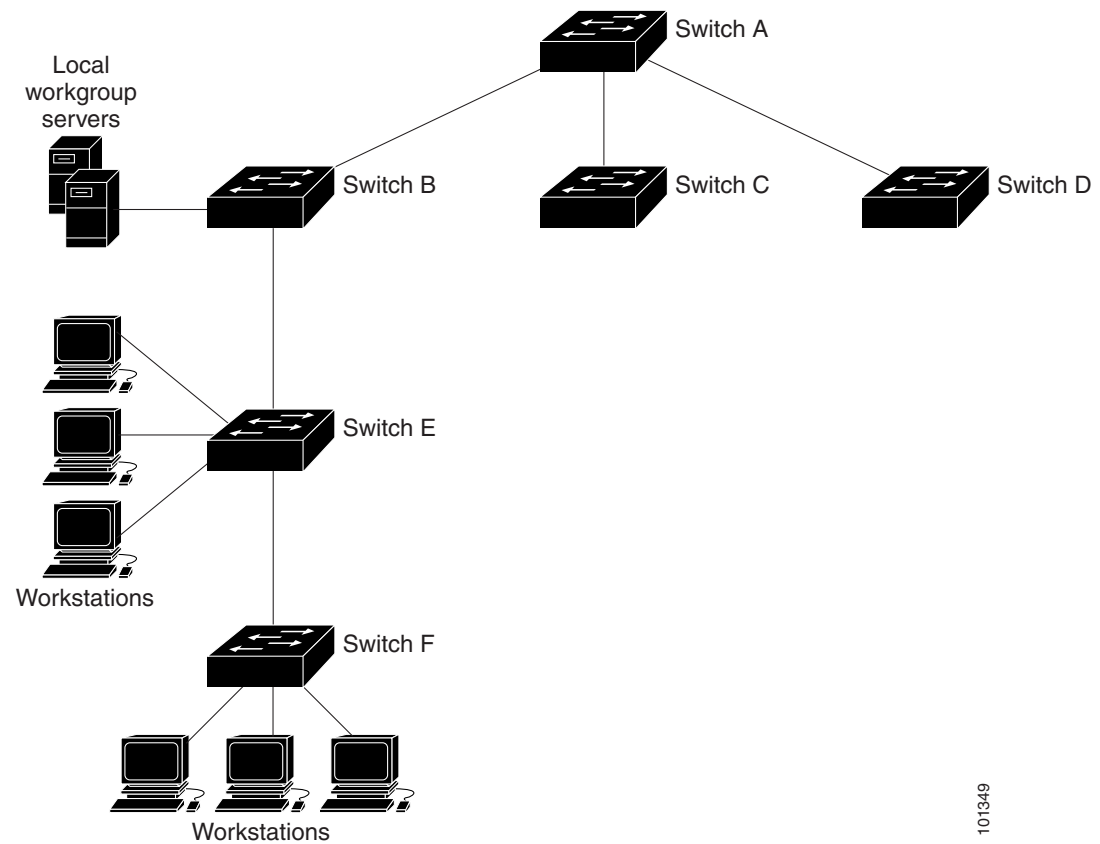 Switch A
Local
workgroup
servers
Switch B
Switch C
Switch D
Switch E
Workstations
Switch F
Workstations
101349